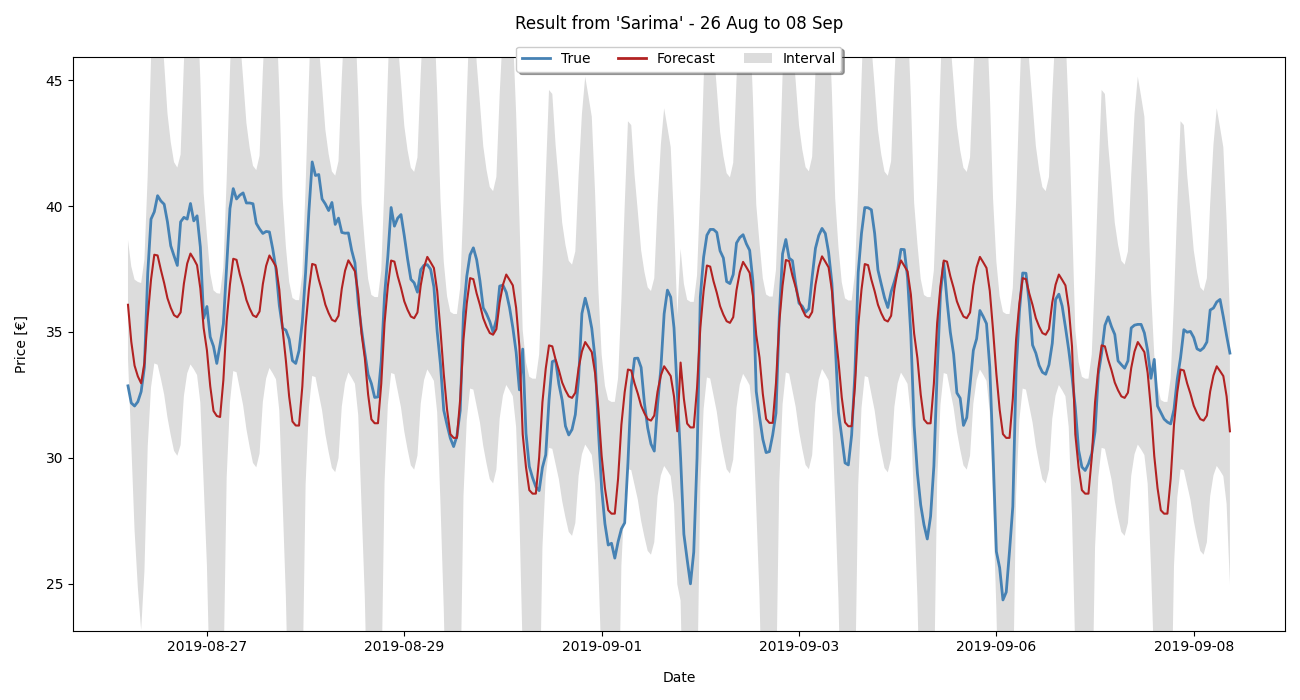 Result from 'Sarima' - 26 Aug to 08 Sep
True Forecast Interval
45
40
35
30
25
Price [€]
2019-08-27 2019-08-29 2019-09-01 2019-09-03 2019-09-06 2019-09-08
Date